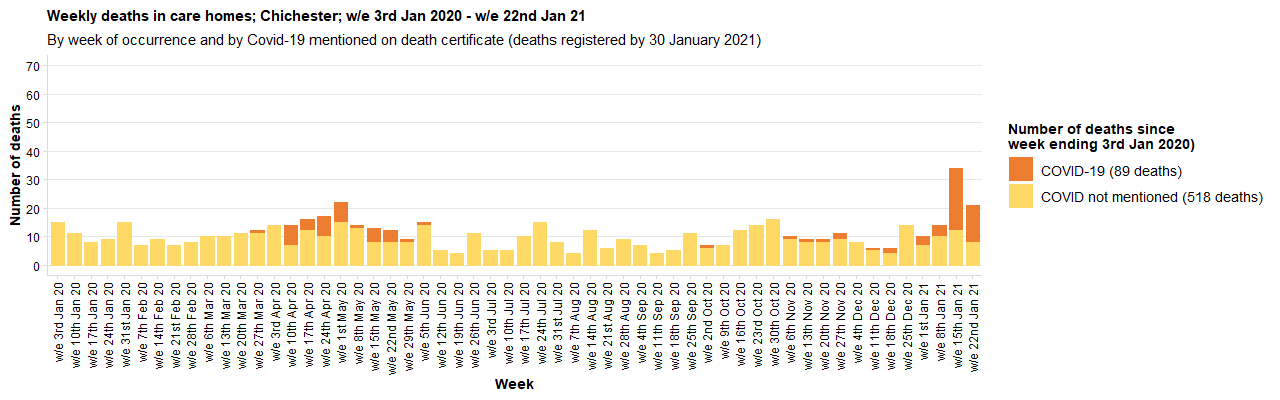 Weekly deaths in care homes; Chichester; w/e 3rd Jan 2020 - w/e 22nd Jan 21
By week of occurrence and by Covid-19 mentioned on death certificate (deaths registered by 30 January 2021)
70
60
50
40
30
20
10
0
Number of deaths
w/e 3rd Jan 20
w/e 10th Jan 20
w/e 17th Jan 20
w/e 24th Jan 20
w/e 31st Jan 20
w/e 7th Feb 20
w/e 14th Feb 20
w/e 21st Feb 20
w/e 28th Feb 20
w/e 6th Mar 20
w/e 13th Mar 20
w/e 20th Mar 20
w/e 27th Mar 20
w/e 3rd Apr 20
w/e 10th Apr 20
w/e 17th Apr 20
w/e 24th Apr 20
w/e 1st May 20
w/e 8th May 20
w/e 15th May 20
w/e 22nd May 20
w/e 29th May 20
w/e 5th Jun 20
w/e 12th Jun 20
w/e 19th Jun 20
w/e 26th Jun 20
w/e 3rd Jul 20
w/e 10th Jul 20
w/e 17th Jul 20
w/e 24th Jul 20
w/e 31st Jul 20
w/e 7th Aug 20
w/e 14th Aug 20
w/e 21st Aug 20
w/e 28th Aug 20
w/e 4th Sep 20
w/e 11th Sep 20
w/e 18th Sep 20
w/e 25th Sep 20
w/e 2nd Oct 20
w/e 9th Oct 20
w/e 16th Oct 20
w/e 23rd Oct 20
w/e 30th Oct 20
w/e 6th Nov 20
w/e 13th Nov 20
w/e 20th Nov 20
w/e 27th Nov 20
w/e 4th Dec 20
w/e 11th Dec 20
w/e 18th Dec 20
w/e 25th Dec 20
w/e 1st Jan 21
w/e 8th Jan 21
w/e 15th Jan 21
w/e 22nd Jan 21
Week
Number of deaths since
week ending 3rd Jan 2020)
COVID-19 (89 deaths)
COVID not mentioned (518 deaths)